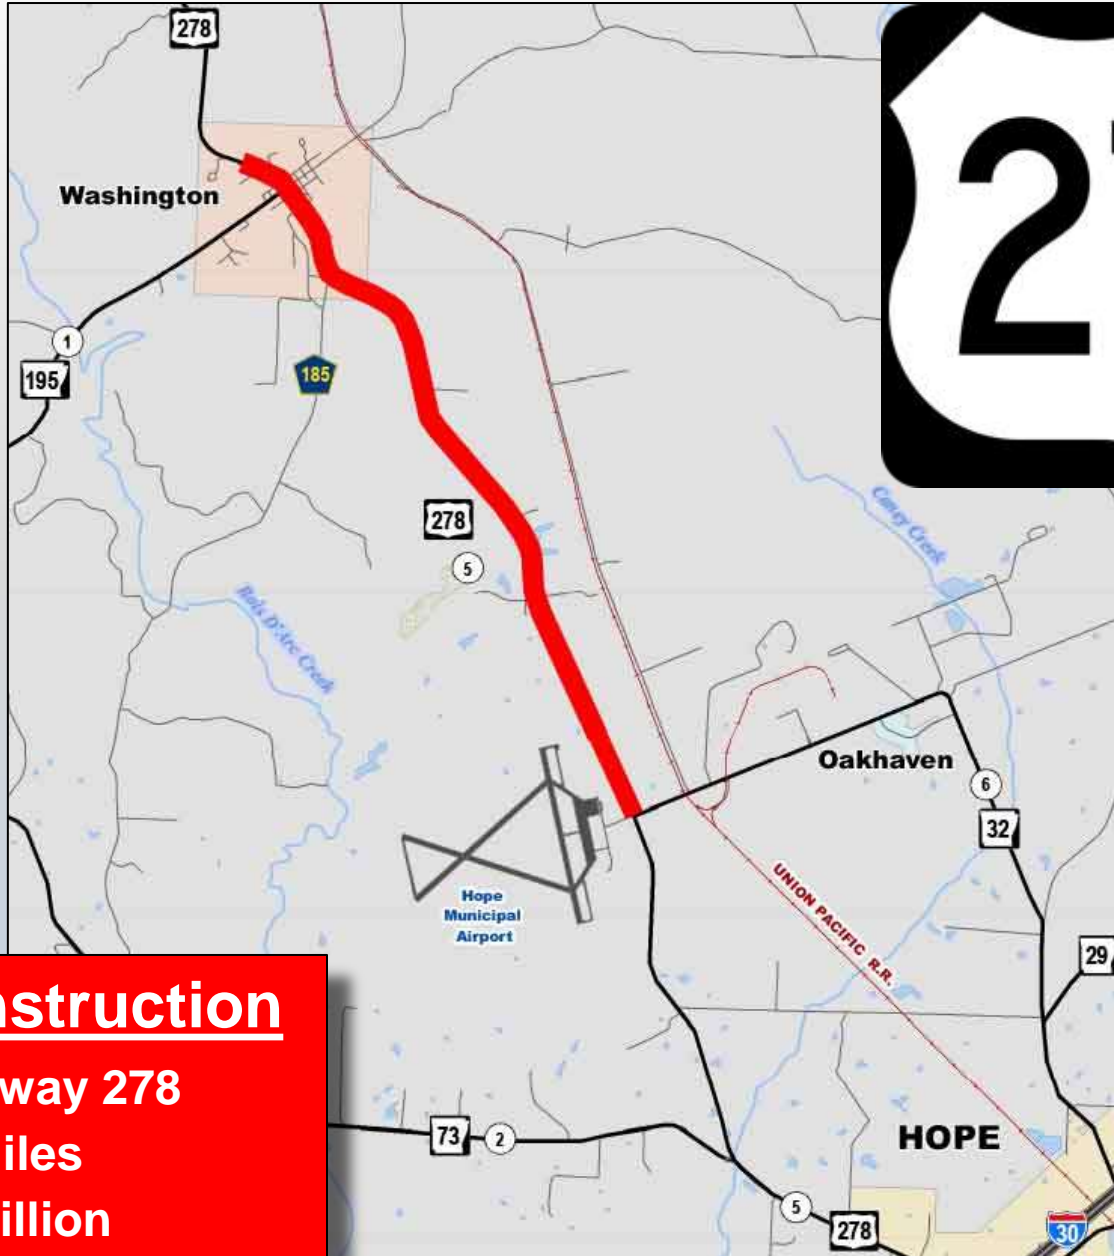 278
2
Washington
1
195
185
278
5
Caney Creek
Bois D'Arc Creek
Oakhaven
6
32
Hope
Municipal
Airport
UNION PACIFIC R.R.
29
nstruction
way 278
iles
illion
73
2
HOPE
5
278
30